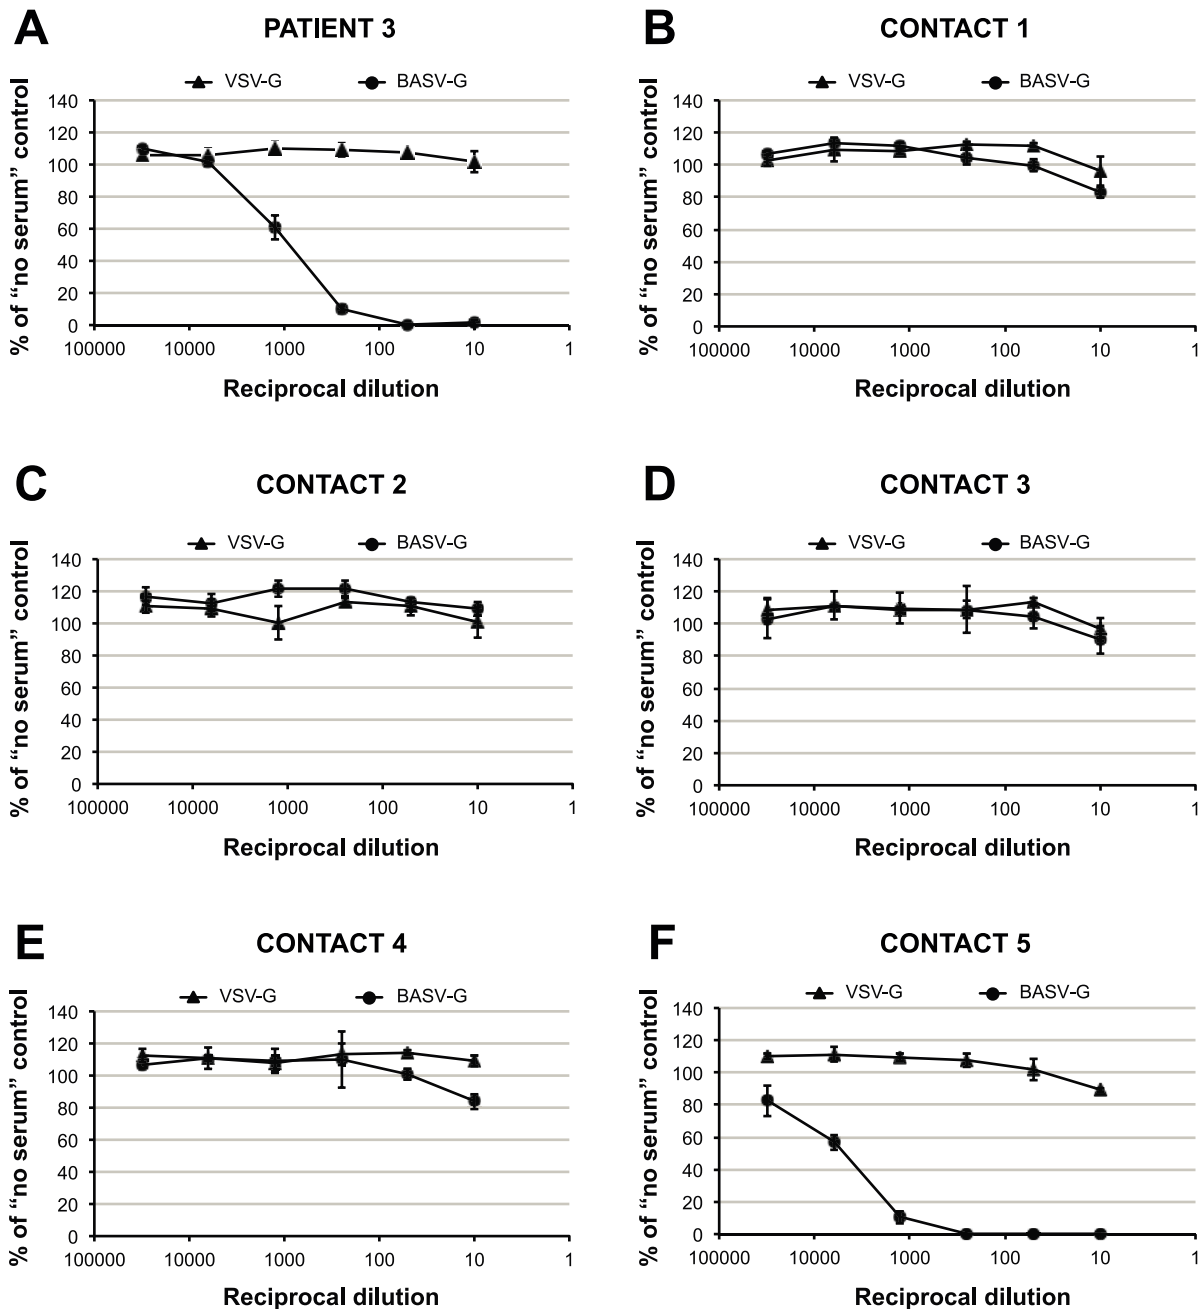 A
PATIENT 3
VSV-G BASV-G
% of “no serum” control
140
120
100
80
60
40
20
0
100000 10000 1000 100 10 1
Reciprocal dilution
B
CONTACT 1
VSV-G BASV-G
% of “no serum” control
140
120
100
80
60
40
20
0
100000 10000 1000 100 10 1
Reciprocal dilution
C
CONTACT 2
VSV-G BASV-G
% of “no serum” control
140
120
100
80
60
40
20
0
100000 10000 1000 100 10 1
Reciprocal dilution
D
CONTACT 3
VSV-G BASV-G
% of “no serum” control
140
120
100
80
60
40
20
0
100000 10000 1000 100 10 1
Reciprocal dilution
E
CONTACT 4
VSV-G BASV-G
% of “no serum” control
140
120
100
80
60
40
20
0
100000 10000 1000 100 10 1
Reciprocal dilution
F
CONTACT 5
VSV-G BASV-G
% of “no serum” control
140
120
100
80
60
40
20
0
100000 10000 1000 100 10 1
Reciprocal dilution